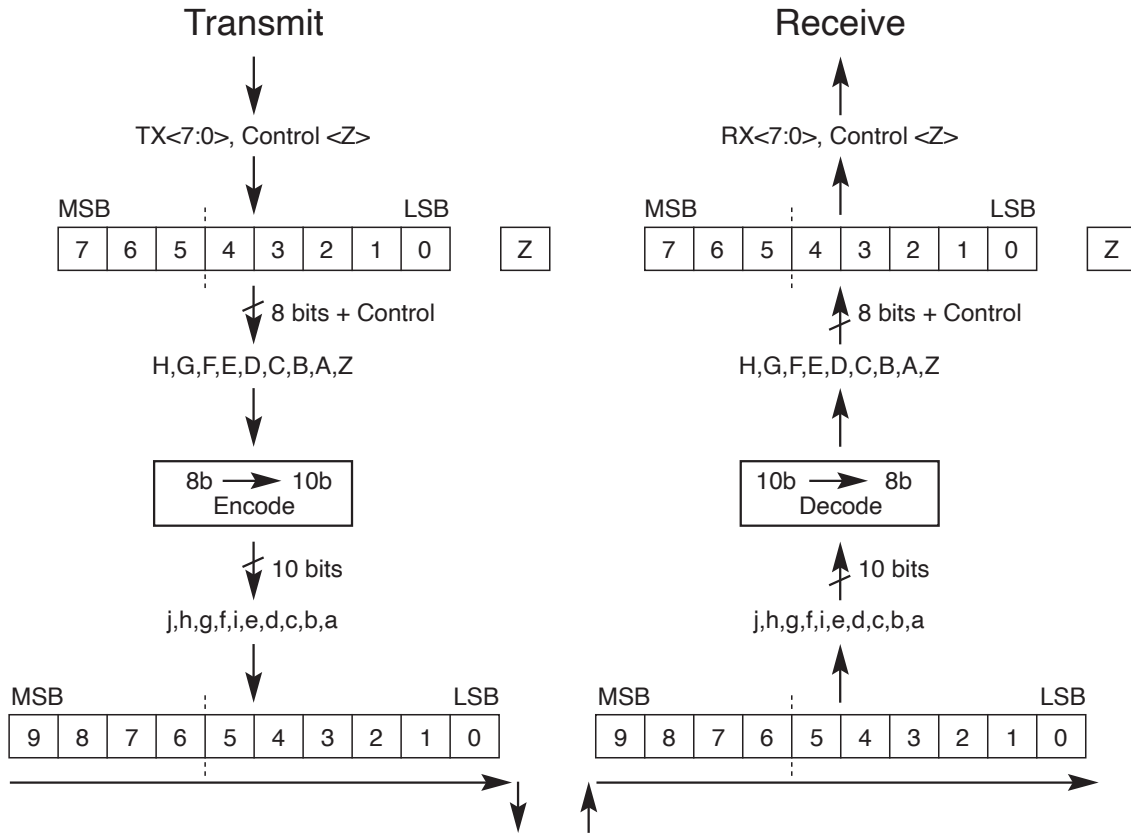 Transmit
TX<7:0>, Control <Z>
MSB LSB
7 6 5 4 3 2 1 0 Z
8 bits + Control
H,G,F,E,D,C,B,A,Z
8b 10b
Encode
10 bits
j,h,g,f,i,e,d,c,b,a
MSB LSB
9 8 7 6 5 4 3 2 1 0
Receive
RX<7:0>, Control <Z>
MSB LSB
7 6 5 4 3 2 1 0 Z
8 bits + Control
H,G,F,E,D,C,B,A,Z
10b 8b
Decode
10 bits
j,h,g,f,i,e,d,c,b,a
MSB LSB
9 8 7 6 5 4 3 2 1 0